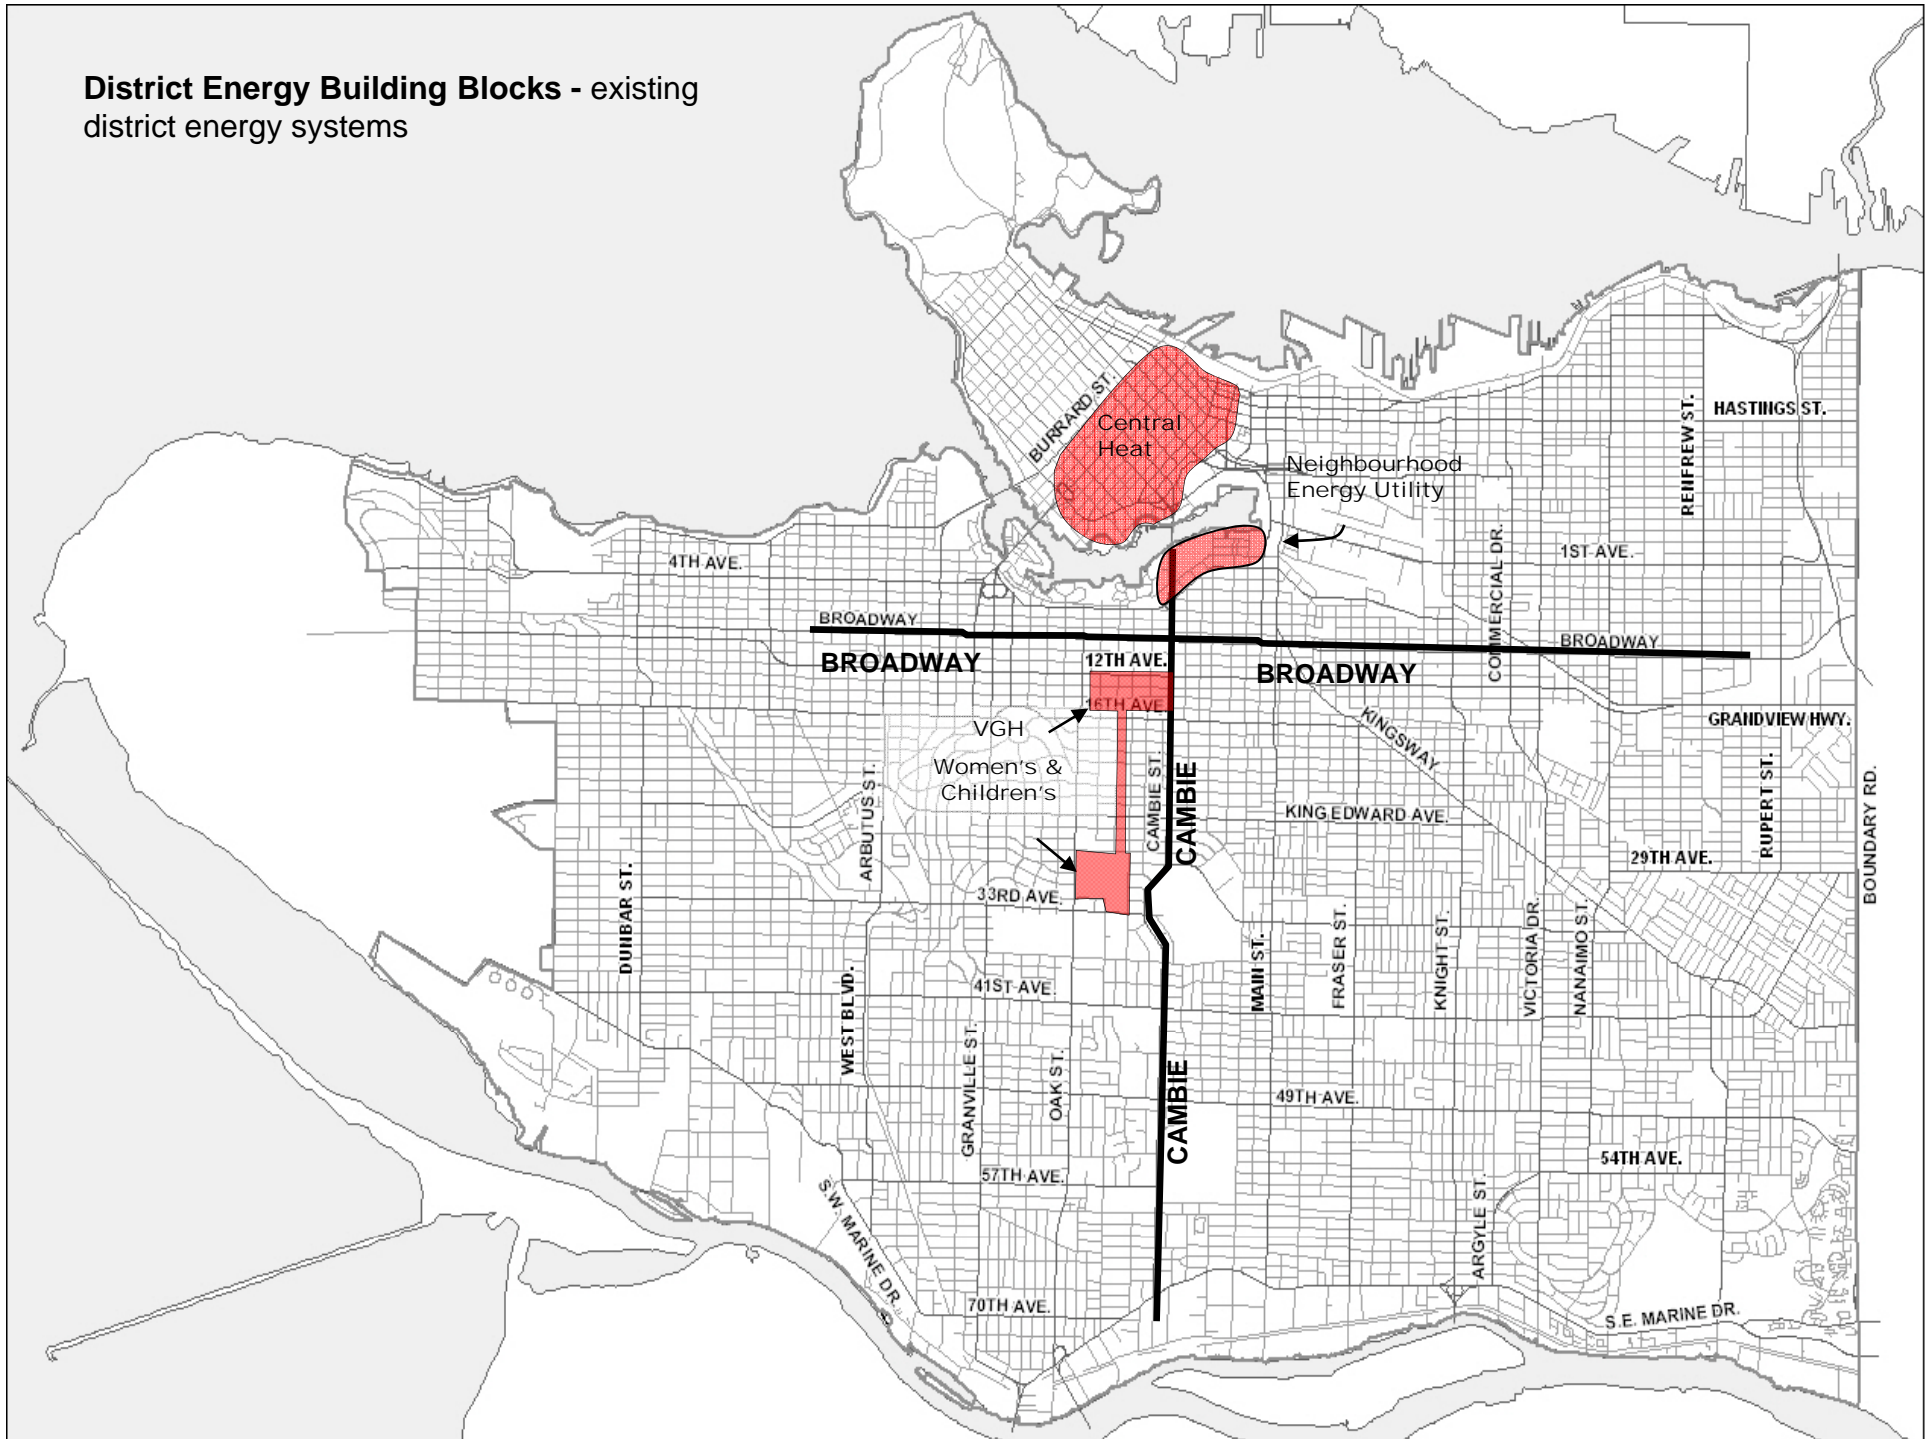 District Energy Building Blocks - existing
district energy systems
BURRARD ST.
Central
Heat
HASTINGS ST.
RENFREW ST.
Neighbourhood
Energy Utility
COMMERCIAL DR.
1ST AVE.
4TH AVE.
BROADWAY
BROADWAY
BROADWAY
BROADWAY
12TH AVE.
16TH AVE.
VGH
Women's &
Children's
CAMBIE ST.
CAMBIE
KINGSWAY
GRANDVIEW HWY.
RUPERT ST.
BOUNDARY RD.
KING EDWARD AVE.
29TH AVE.
ARBUTUS ST.
33RD AVE.
DUNBAR ST.
WEST BLVD.
41ST AVE.
MAIN ST.
FRASER ST.
KNIGHT ST.
VICTORIA DR.
NANAIMO ST.
GRANVILLE ST.
OAK ST.
CAMBIE
49TH AVE.
54TH AVE.
57TH AVE.
ARGYLE ST.
S.W. MARINE DR.
70TH AVE.
S.E. MARINE DR.